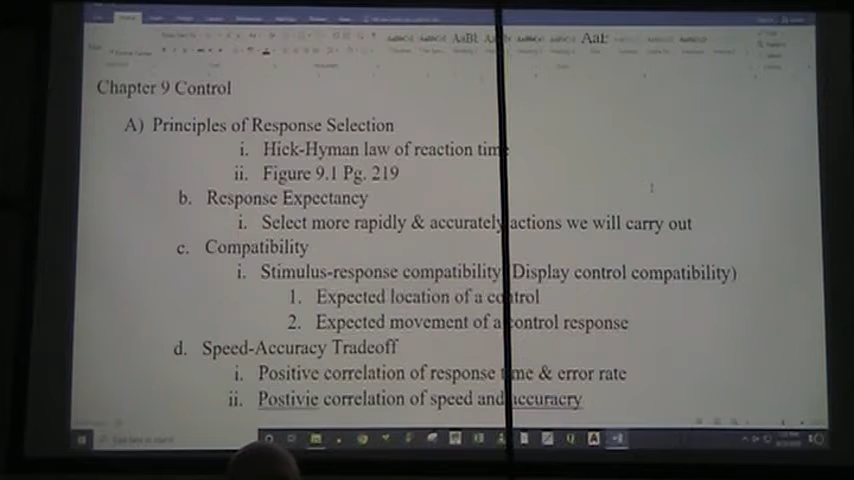 Chapter 9 Control
A) Principles of Response Selection
i. Hick-Hyman law of reaction time
ii. Figure 9.1 Pg. 219
b. Response Expectancy
i. Select more rapidly & accurately actions we will carry out
c. Compatibility
i. Stimulus-response compatibility (Display control compatibility)
1. Expected location of a control
2. Expected movement of a control response
d. Speed-Accuracy Tradeoff
i. Positive correlation of response time & error rate
ii. Postivie correlation of speed and accuracry